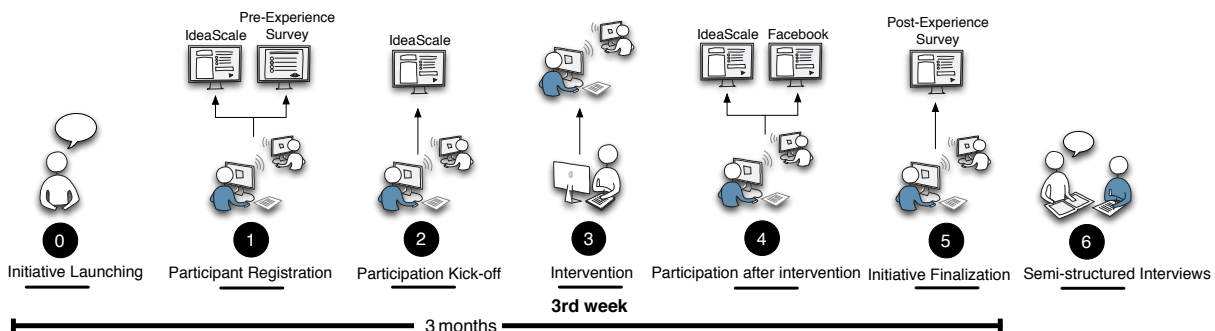 Pre-Experience
Survey
IdeaScale
IdeaScale
IdeaScale
Facebook
Post-Experience
Survey
0
1
2
3
4
5
6
Initiative Launching
Participant Registration
Participation Kick-off
Intervention
Participation after intervention
Initiative Finalization
Semi-structured Interviews
3rd week
3 months